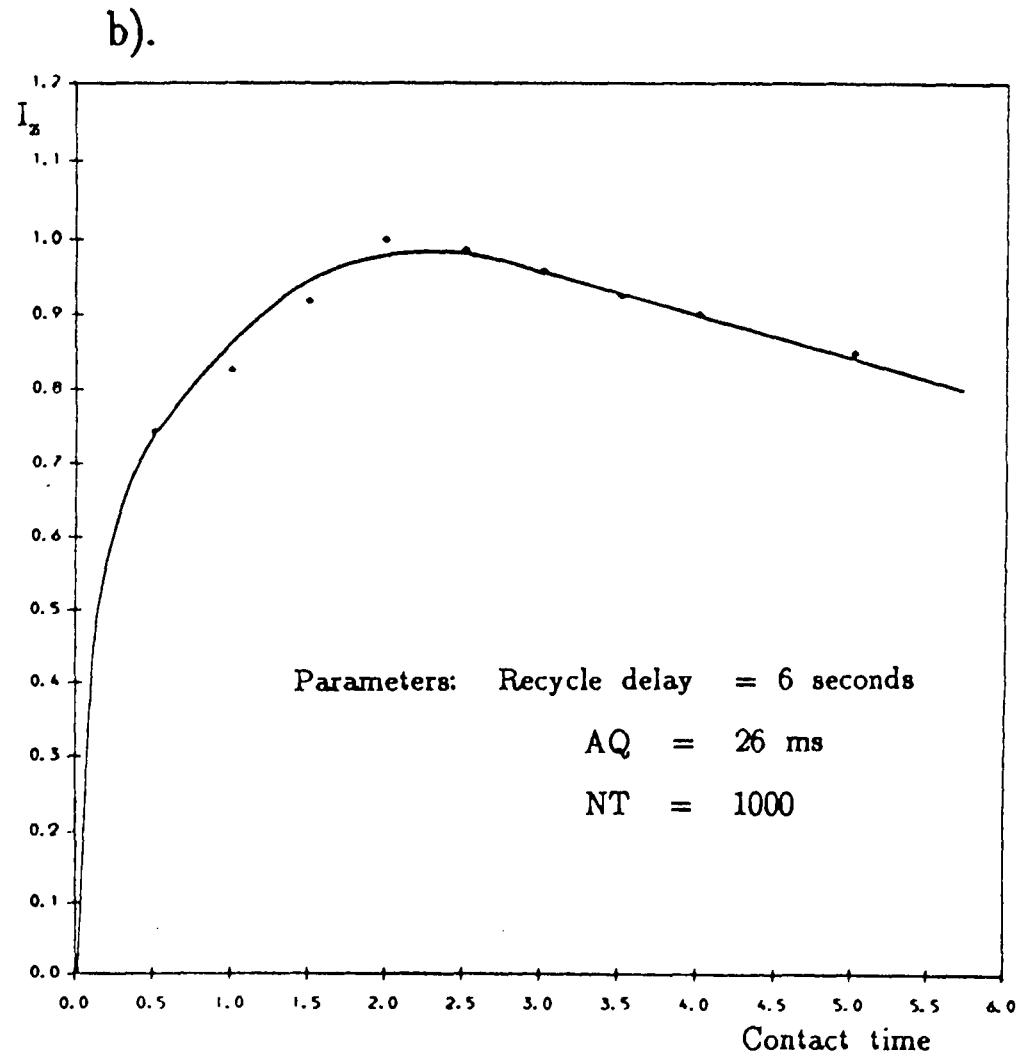 b).
1.2
I_z
1.1
1.0
0.9
0.8
0.7
0.6
0.5
0.4
0.3
0.2
0.1
0.0
Parameters: Recycle delay = 6 seconds
AQ = 26 ms
NT = 1000
0.0 0.5 1.0 1.5 2.0 2.5 3.0 3.5 4.0 4.5 5.0 5.5 6.0
Contact time